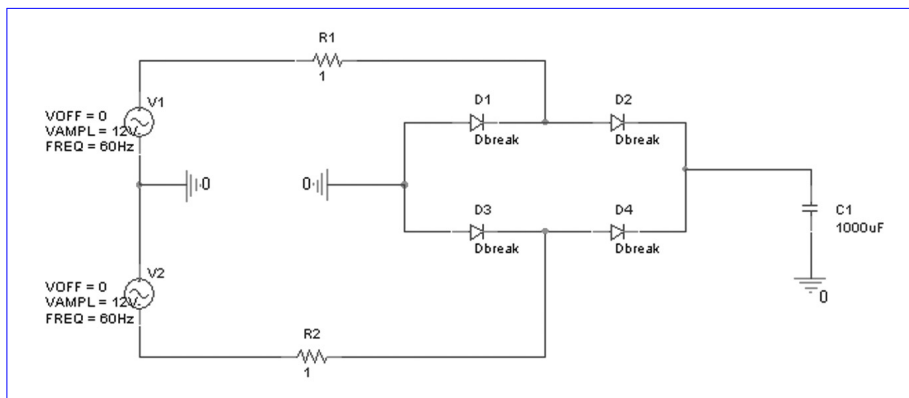 R1
1
V1
VOFF = 0
VAMPL = 12V
FREQ = 60Hz
D1
Dbreak
D2
Dbreak
0
0
D3
Dbreak
D4
Dbreak
C1
1000uF
0
V2
VOFF = 0
VAMPL = 12V
FREQ = 60Hz
R2
1